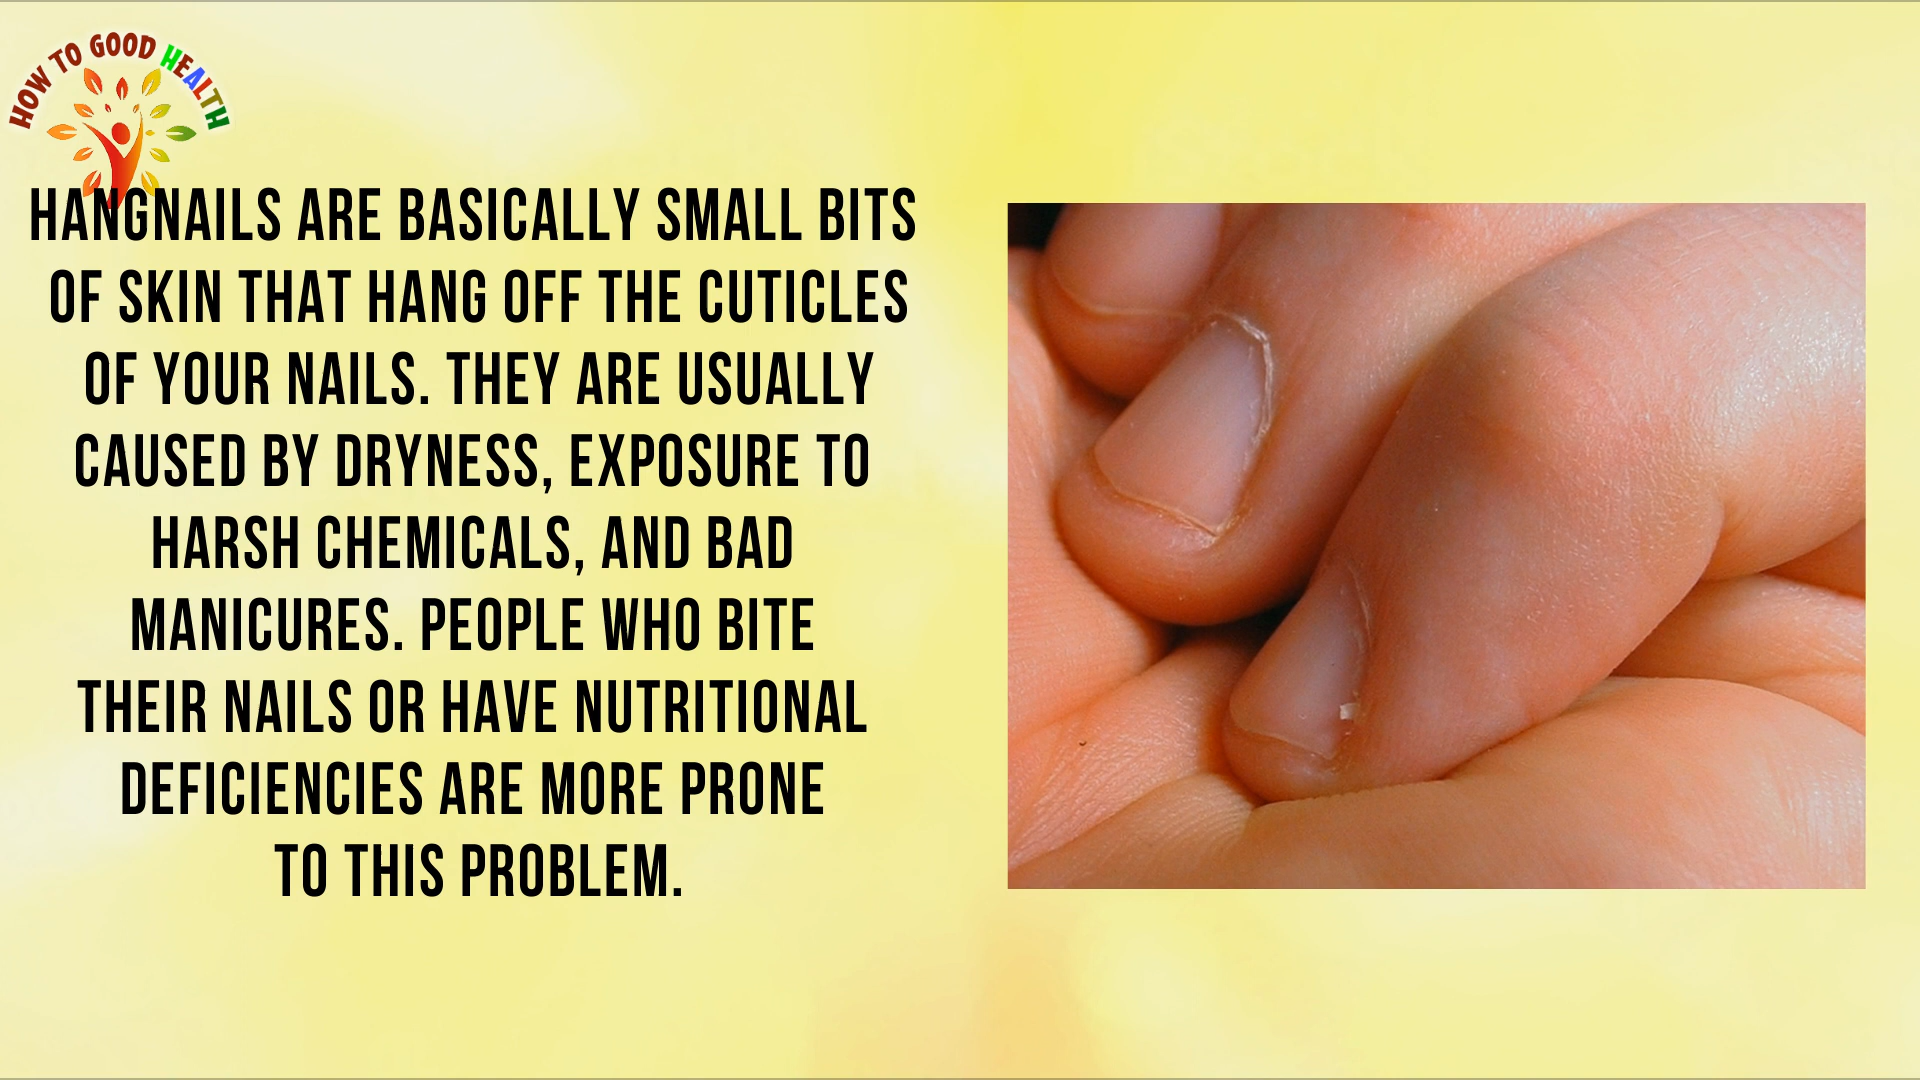 HOW TO GOOD HEALTH
HANGNAILS ARE BASICALLY SMALL BITS
OF SKIN THAT HANG OFF THE CUTICLES
OF YOUR NAILS. THEY ARE USUALLY
CAUSED BY DRYNESS, EXPOSURE TO
HARSH CHEMICALS, AND BAD
MANICURES. PEOPLE WHO BITE
THEIR NAILS OR HAVE NUTRITIONAL
DEFICIENCIES ARE MORE PRONE
TO THIS PROBLEM.